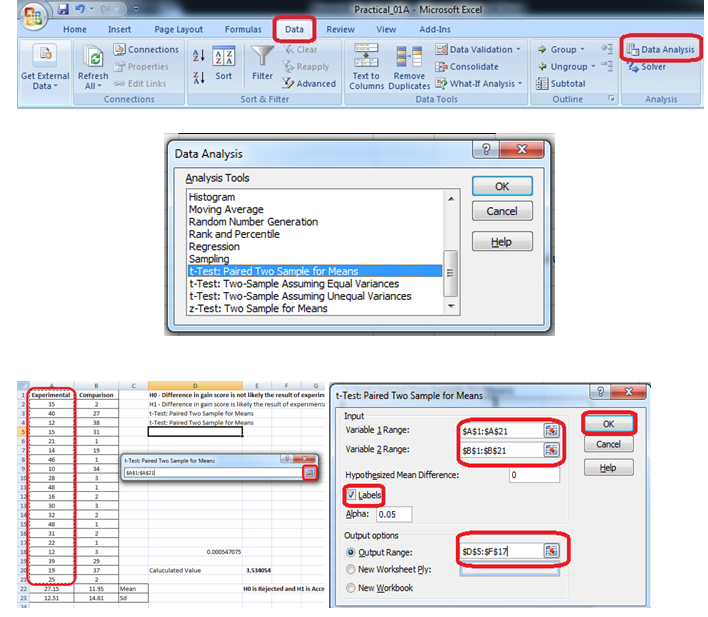 Practical_01A - Microsoft Excel
Home Insert Page Layout Formulas Data Review View Add-Ins
Get External Data
Refresh All
Connections
Properties
Edit Links
Connections
Sort
Filter
Clear
Reapply
Advanced
Sort & Filter
Text to Columns
Remove Duplicates
Data Validation
Consolidate
What-If Analysis
Data Tools
Group
Ungroup
Subtotal
Outline
Data Analysis
Solver
Analysis
Data Analysis
Analysis Tools
Histogram
Moving Average
Random Number Generation
Rank and Percentile
Regression
Sampling
t-Test: Paired Two Sample for Means
t-Test: Two-Sample Assuming Equal Variances
t-Test: Two-Sample Assuming Unequal Variances
z-Test: Two Sample for Means
OK
Cancel
Help
A B C D E F G
1 Experimental Comparison H0 - Difference in gain score is not likely the result of experim
2 35 2 H1 - Difference in gain score is likely the result of experimenta
3 40 27 t-Test: Paired Two Sample for Means
4 12 38 t-Test: Paired Two Sample for Means
5 15 31
6 21 1
7 14 19
8 46 1
9 10 34
10 28 3
11 48 1
12 16 2
13 30 3
14 32 2
15 48 1
16 31 2
17 22 1
18 12 3 0.000547075
19 39 29
20 19 37 Caluculated Value 3.534054
21 25 2
22 27.15 11.95 Mean H0 is Rejected and H1 is Acce
23 12.51 14.61 Sd
24
t-Test: Paired Two Sample for Means
$A$1:$A$21
t-Test: Paired Two Sample for Means
Input
Variable 1 Range: $A$1:$A$21
Variable 2 Range: $B$1:$B$21
Hypothesized Mean Difference: 0
Labels
Alpha: 0.05
Output options
Output Range: $D$5:$F$17
New Worksheet Ply:
New Workbook
OK
Cancel
Help